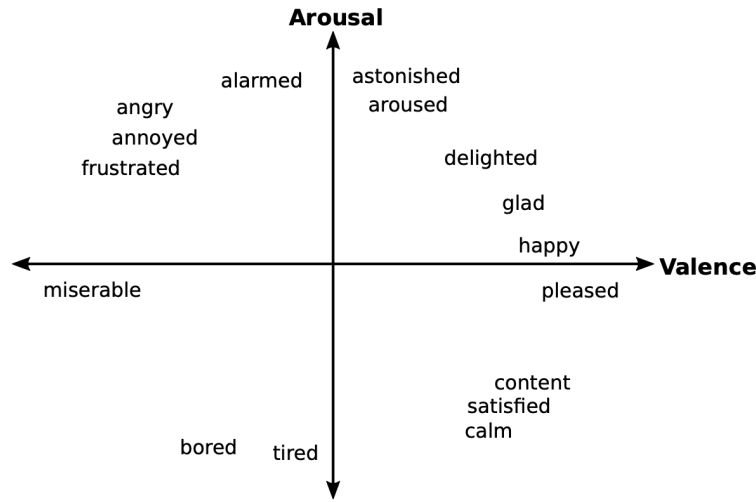 Arousal
alarmed
astonished
aroused
angry
annoyed
frustrated
delighted
glad
happy
Valence
miserable
pleased
content
satisfied
calm
bored
tired